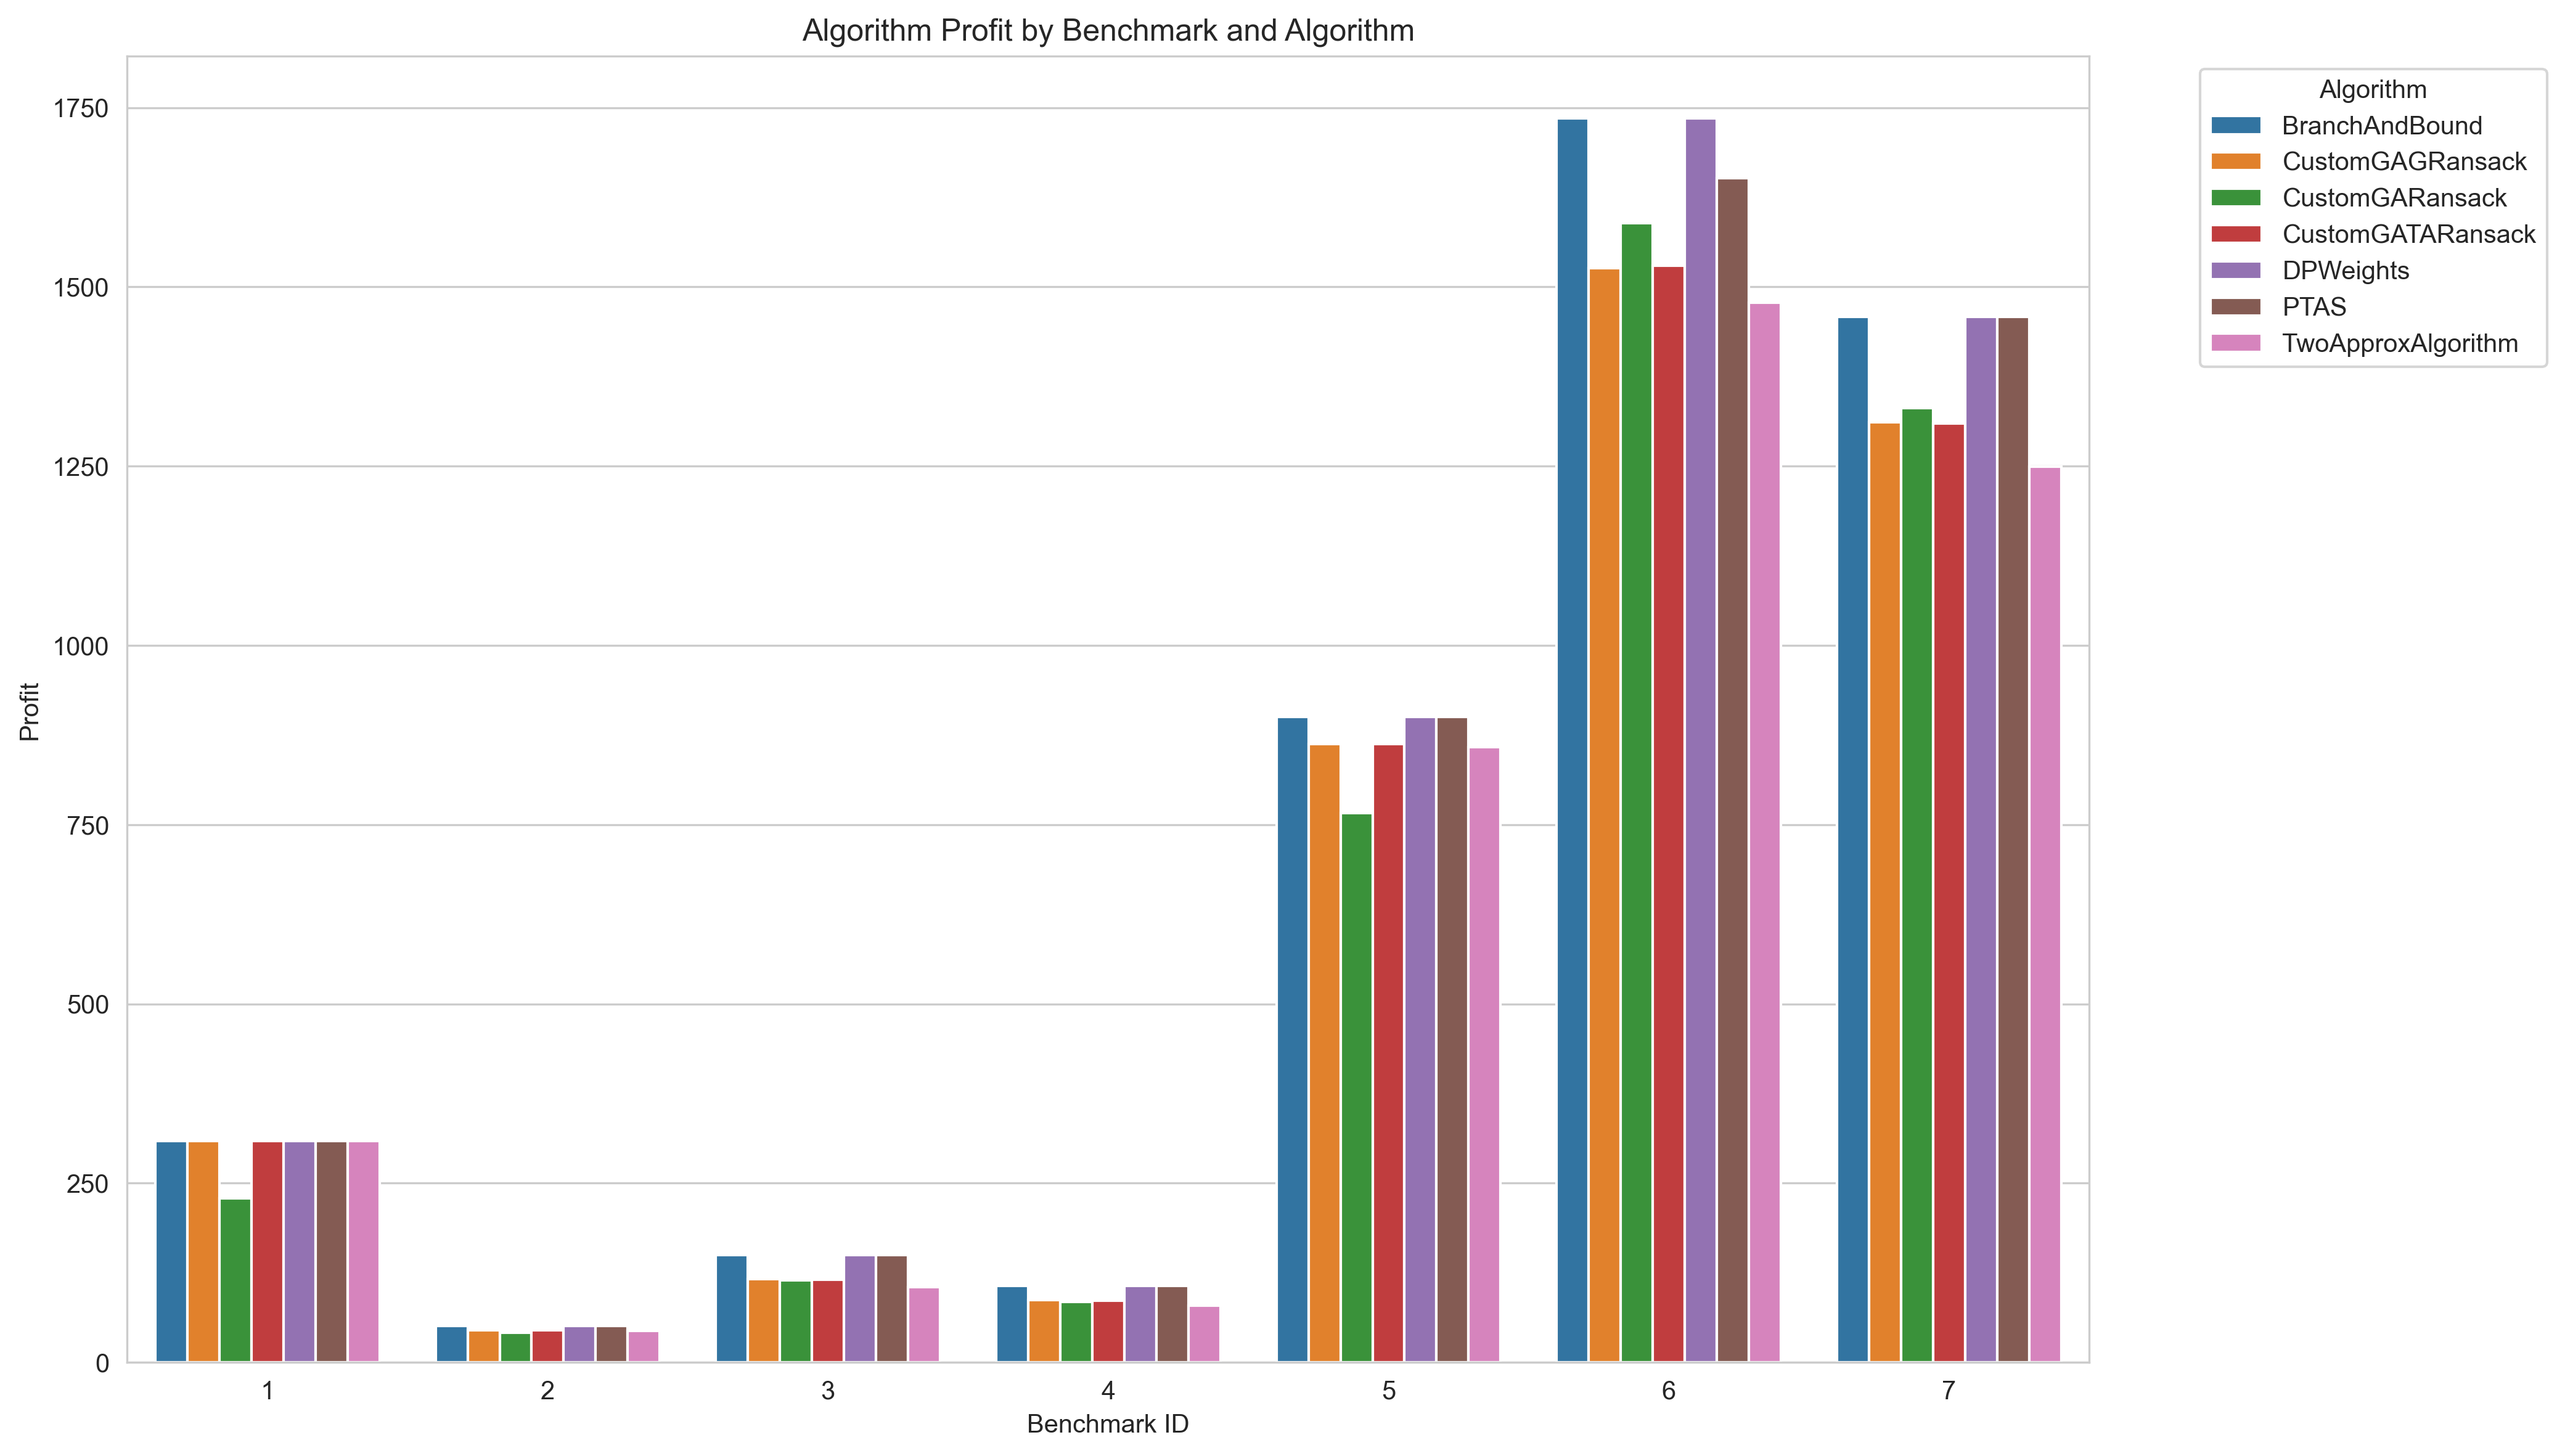 Algorithm Profit by Benchmark and Algorithm
1750
1500
1250
1000
750
500
250
0
Profit
1 2 3 4 5 6 7
Benchmark ID
Algorithm
BranchAndBound
CustomGAGRansack
CustomGARansack
CustomGATARansack
DPWeights
PTAS
TwoApproxAlgorithm